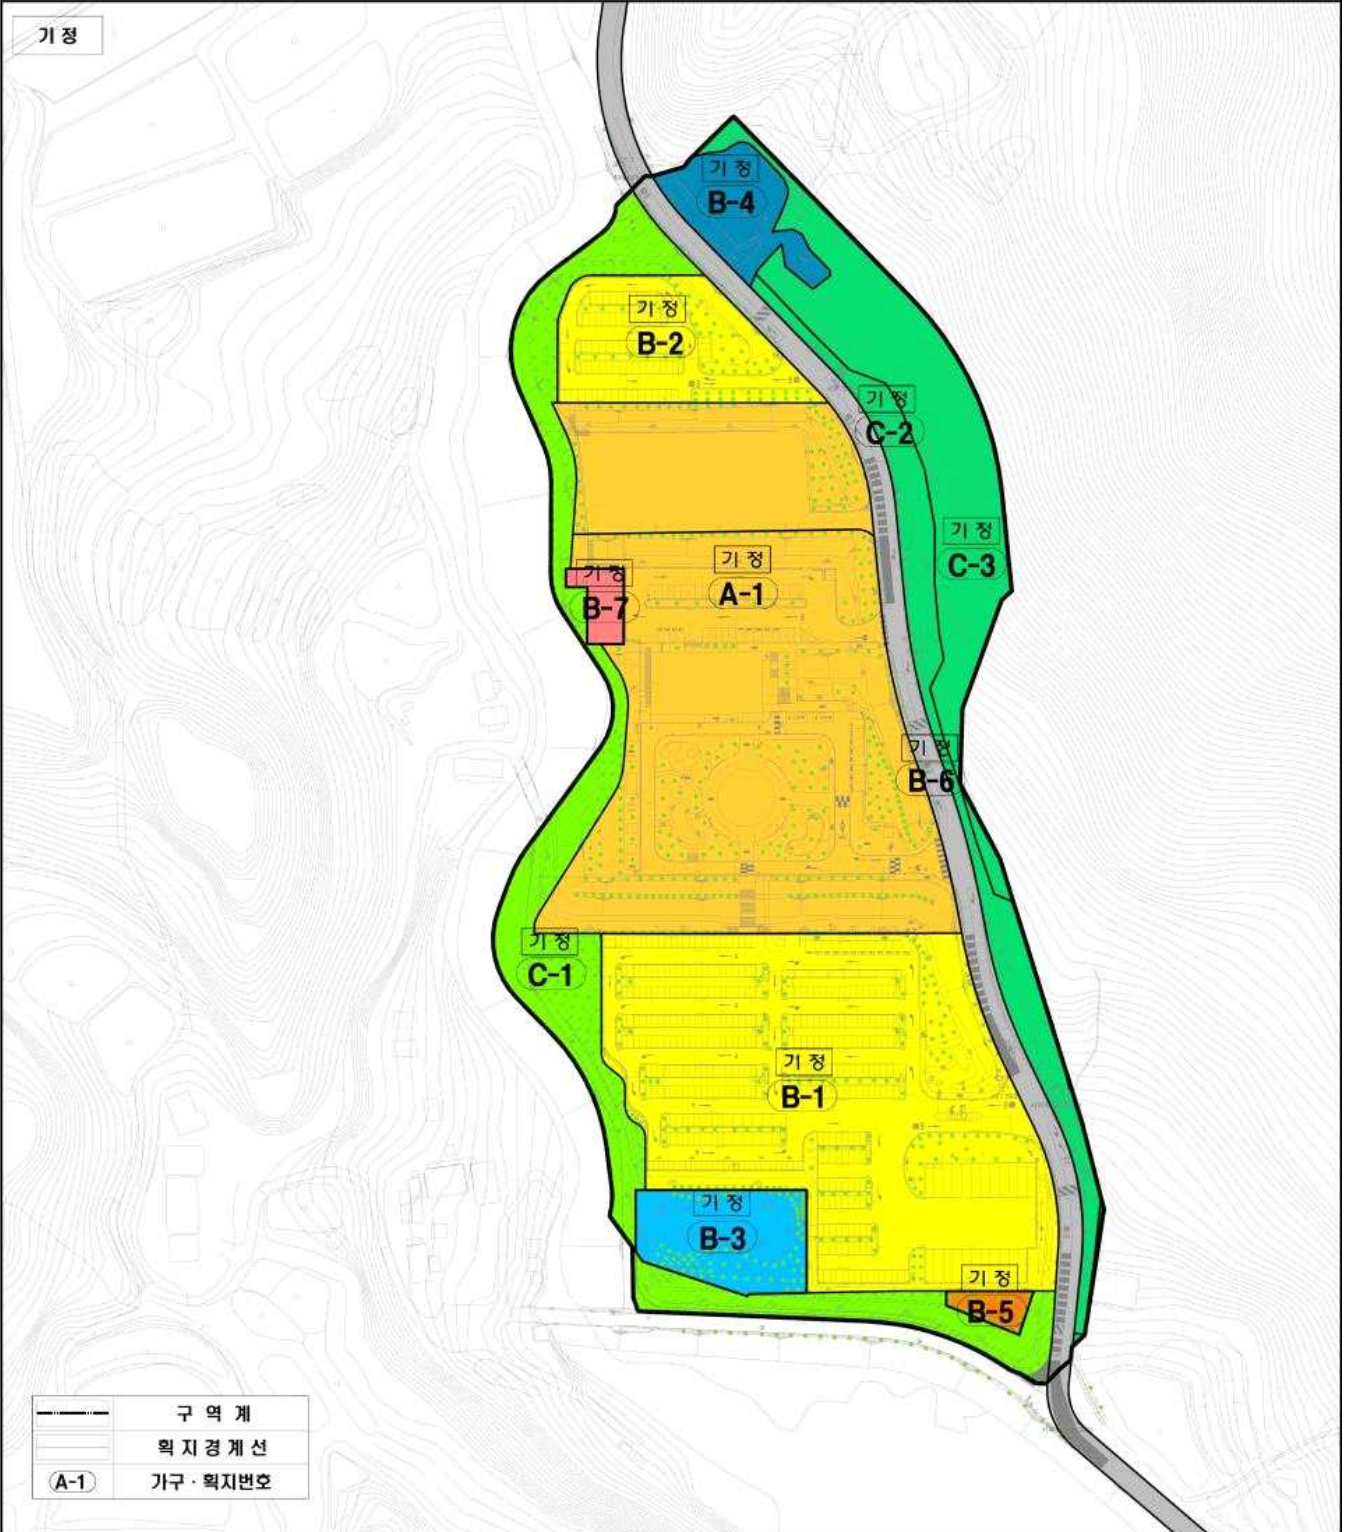 기 정
기 정
B-4
기 정
B-2
기 정
C-2
기 정
C-3
기 정
A-1
기 정
B-7
기 정
B-6
기 정
C-1
기 정
B-1
기 정
B-3
기 정
B-5
구 역 계
획 지 경 계 선
A-1 가구 · 획지번호